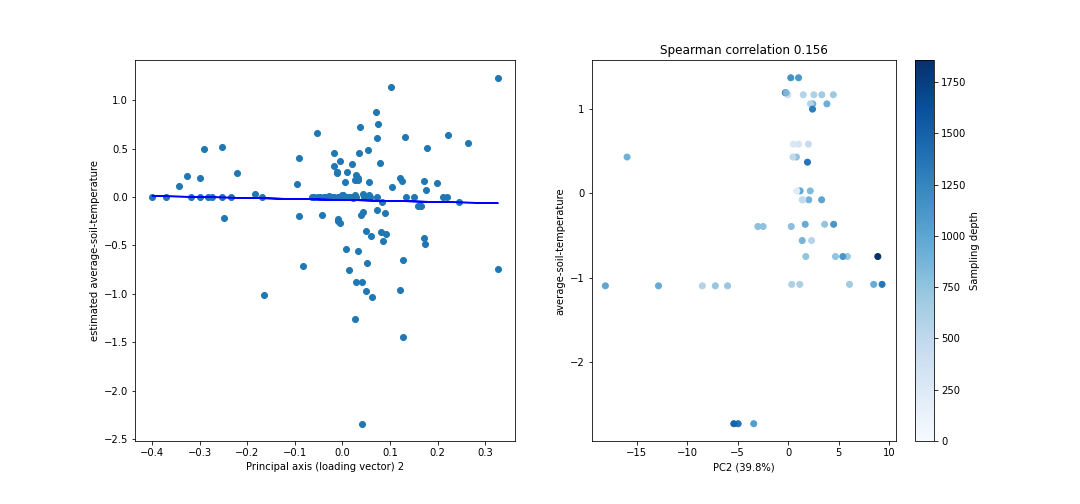 Spearman correlation 0.156
estimated average-soil-temperature
1.0
0.5
0.0
−0.5
−1.0
−1.5
−2.0
−2.5
−0.4 −0.3 −0.2 −0.1 0.0 0.1 0.2 0.3
Principal axis (loading vector) 2
average-soil-temperature
1
0
−1
−2
−15 −10 −5 0 5 10
PC2 (39.8%)
1750
1500
1250
1000
750
500
250
0
Sampling depth